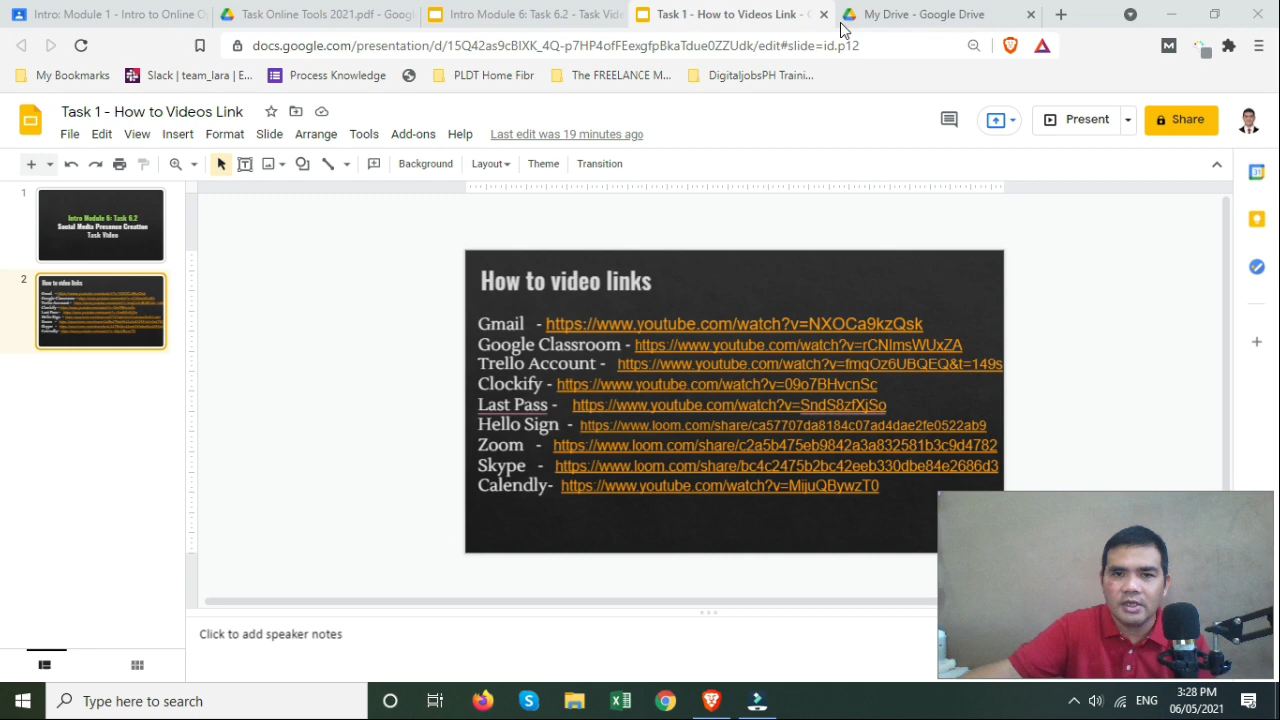 Intro: Module 1 - Intro to Online O
Task Online Tools 2021.pdf - Googl
Intro Module 6: Task 6.2 - Task Vid
Task 1 - How to Videos Link - G
My Drive - Google Drive
docs.google.com/presentation/d/15Q42as9cBIXK_4Q-p7HP4ofFEexgfpBkaTdue0ZZUdk/edit#slide=id.p12
My Bookmarks
Slack | team_lara | E...
Process Knowledge
PLDT Home Fibr
The FREELANCE M...
DigitaljobsPH Traini...
Task 1 - How to Videos Link
File Edit View Insert Format Slide Arrange Tools Add-ons Help Last edit was 19 minutes ago
Present
Share
Background Layout Theme Transition
1
Intro Module 6: Task 6.2
Social Media Presence Creation
Task Video
2
How to video links
Gmail - https://www.youtube.com/watch?v=NXOCa9kzQsk
Google Classroom - https://www.youtube.com/watch?v=rCNImsWUxZA
Trello Account - https://www.youtube.com/watch?v=fmqOz6UBQEQ&t=149s
Clockify - https://www.youtube.com/watch?v=09o7BHvcnSc
Last Pass - https://www.youtube.com/watch?v=SndS8zfXjSo
Hello Sign - https://www.loom.com/share/ca57707da8184c07ad4dae2fe0522ab9
Zoom - https://www.loom.com/share/c2a5b475eb9842a3a832581b3c9d4782
Skype - https://www.loom.com/share/bc4c2475b2bc42eeb330dbe84e2686d3
Calendly- https://www.youtube.com/watch?v=MijuQBywzT0
Click to add speaker notes
Type here to search
ENG
3:28 PM
06/05/2021